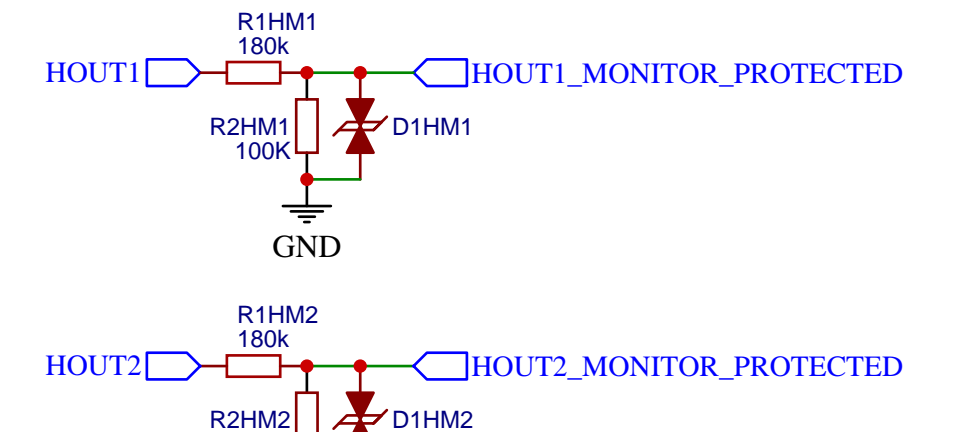 R1HM1
180k
HOUT1
HOUT1_MONITOR_PROTECTED
R2HM1
100K
D1HM1
GND
R1HM2
180k
HOUT2
HOUT2_MONITOR_PROTECTED
R2HM2
D1HM2